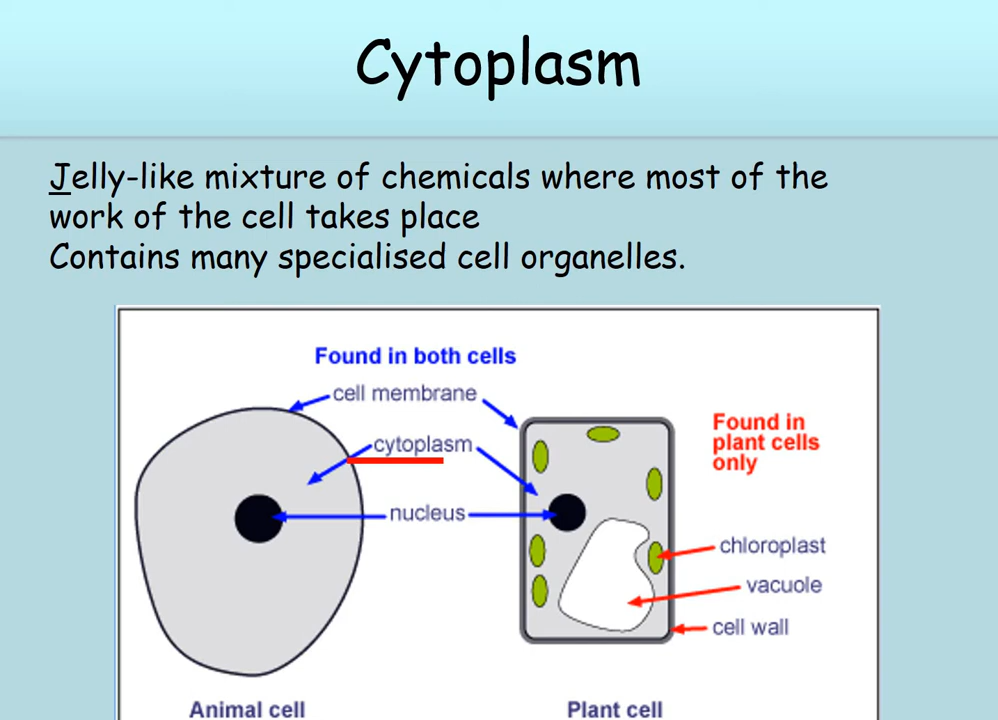 Cytoplasm
Jelly-like mixture of chemicals where most of the
work of the cell takes place
Contains many specialised cell organelles.
Found in both cells
cell membrane
cytoplasm
nucleus
Found in
plant cells
only
chloroplast
vacuole
cell wall
Animal cell
Plant cell